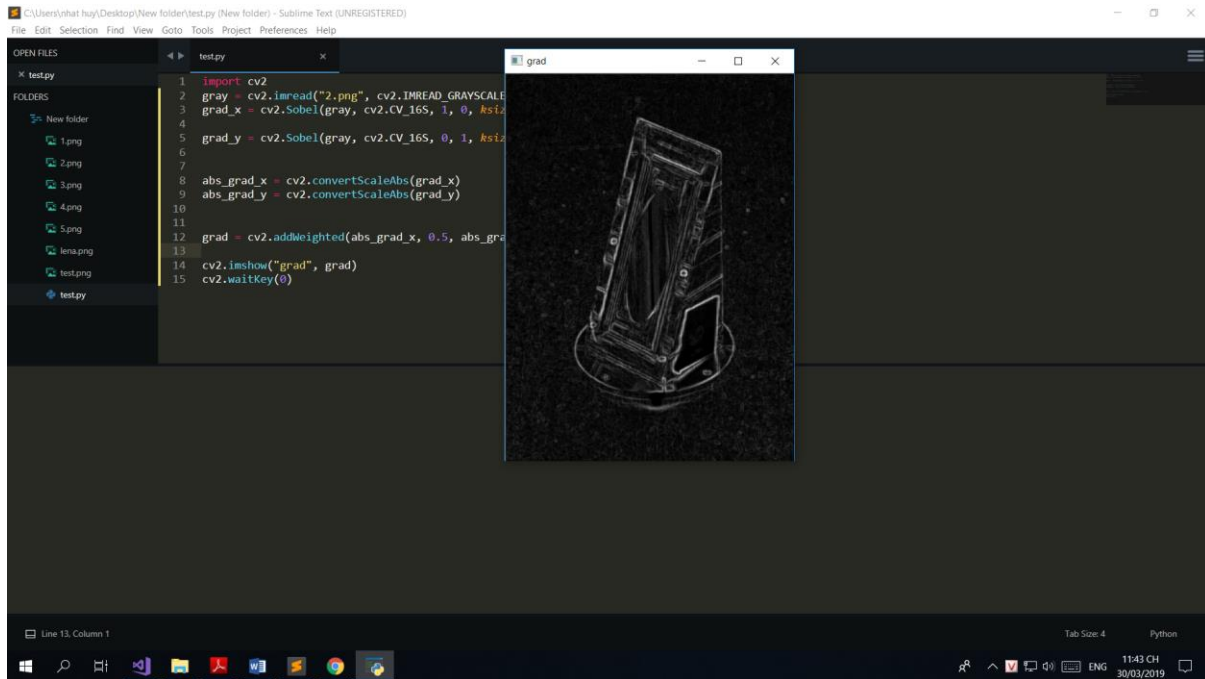 C:\Users\nhat huy\Desktop\New folder\test.py (New folder) - Sublime Text (UNREGISTERED)
File Edit Selection Find View Goto Tools Project Preferences Help
OPEN FILES
test.py
FOLDERS
New folder
1.png
2.png
3.png
4.png
5.png
lena.png
test.png
test.py
test.py
1 import cv2
2 gray = cv2.imread("2.png", cv2.IMREAD_GRAYSCALE
3 grad_x = cv2.Sobel(gray, cv2.CV_16S, 1, 0, ksiz
4
5 grad_y = cv2.Sobel(gray, cv2.CV_16S, 0, 1, ksiz
6
7
8 abs_grad_x = cv2.convertScaleAbs(grad_x)
9 abs_grad_y = cv2.convertScaleAbs(grad_y)
10
11
12 grad = cv2.addWeighted(abs_grad_x, 0.5, abs_gra
13
14 cv2.imshow("grad", grad)
15 cv2.waitKey(0)
grad
Line 13, Column 1
Tab Size: 4 Python
ENG
11:43 CH
30/03/2019